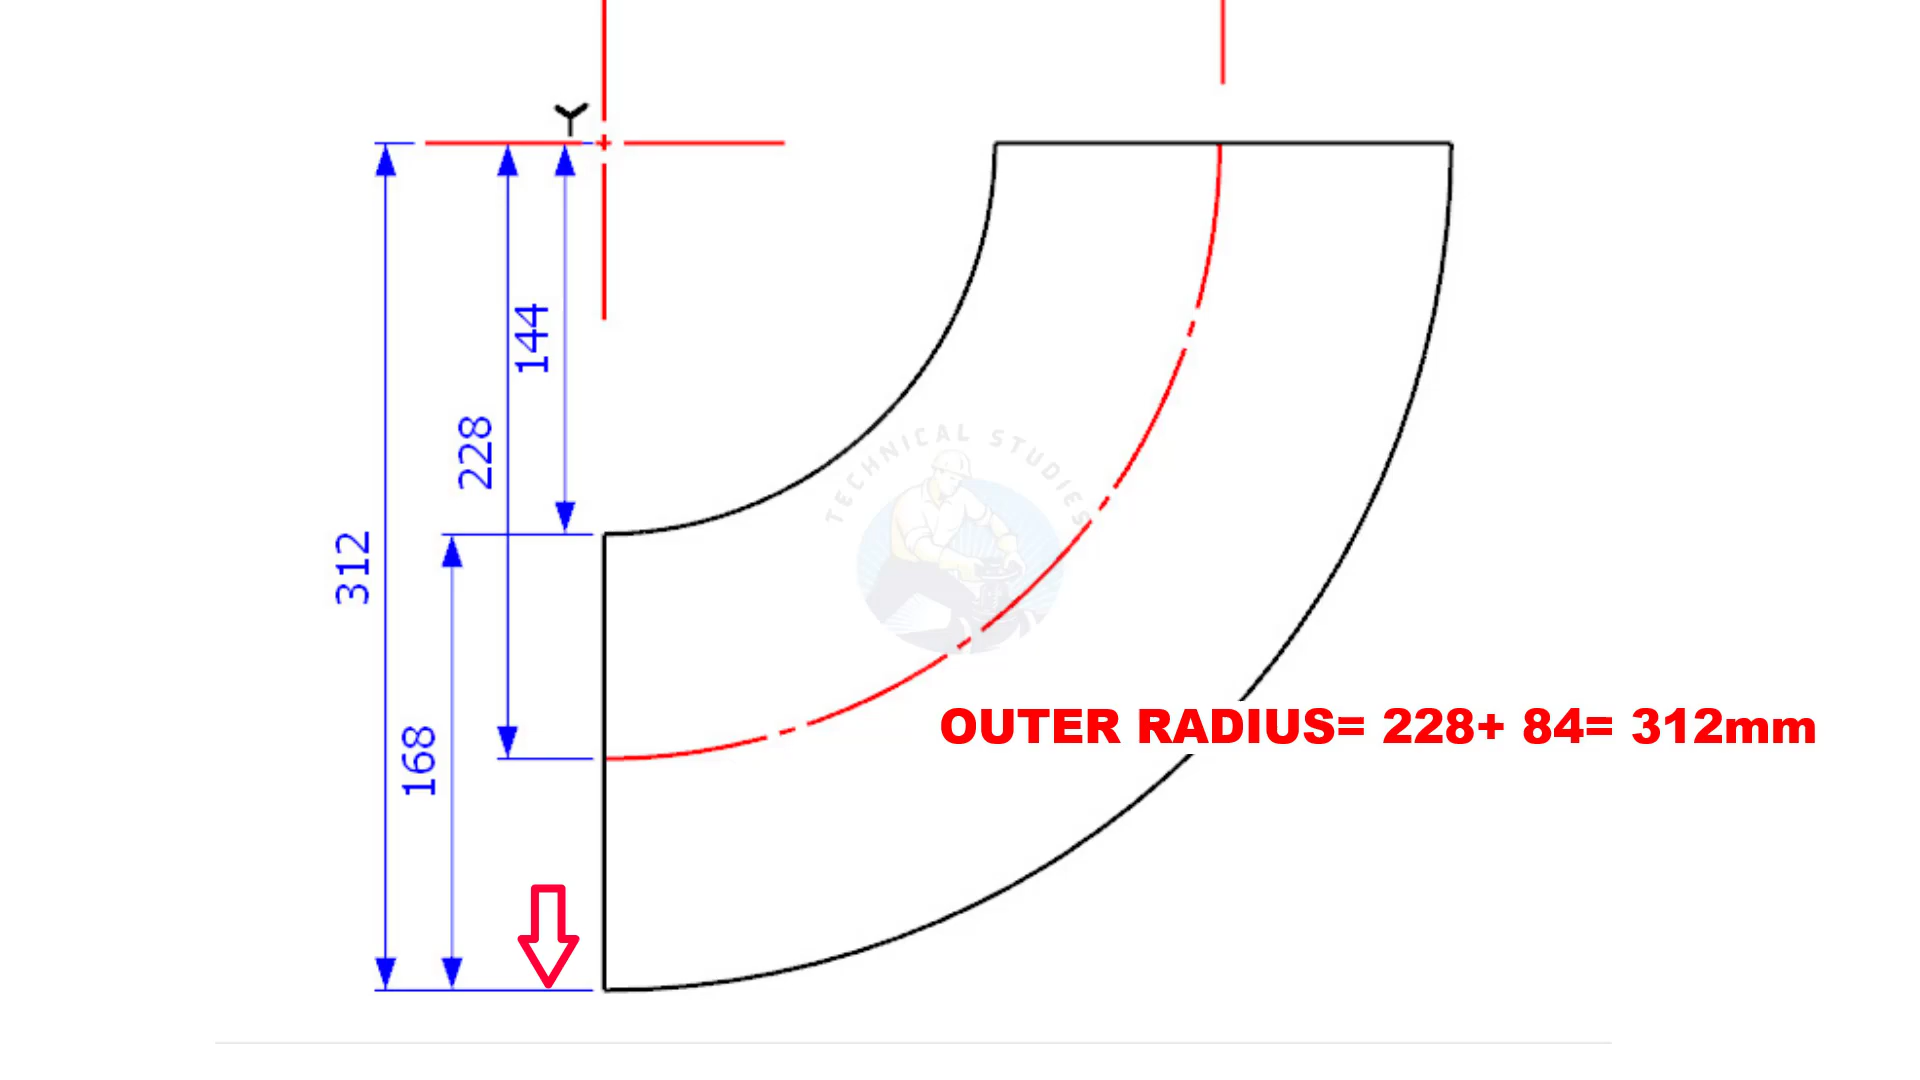 Y
144
228
312
168
TECHNICAL STUDIES
OUTER RADIUS= 228+ 84= 312mm